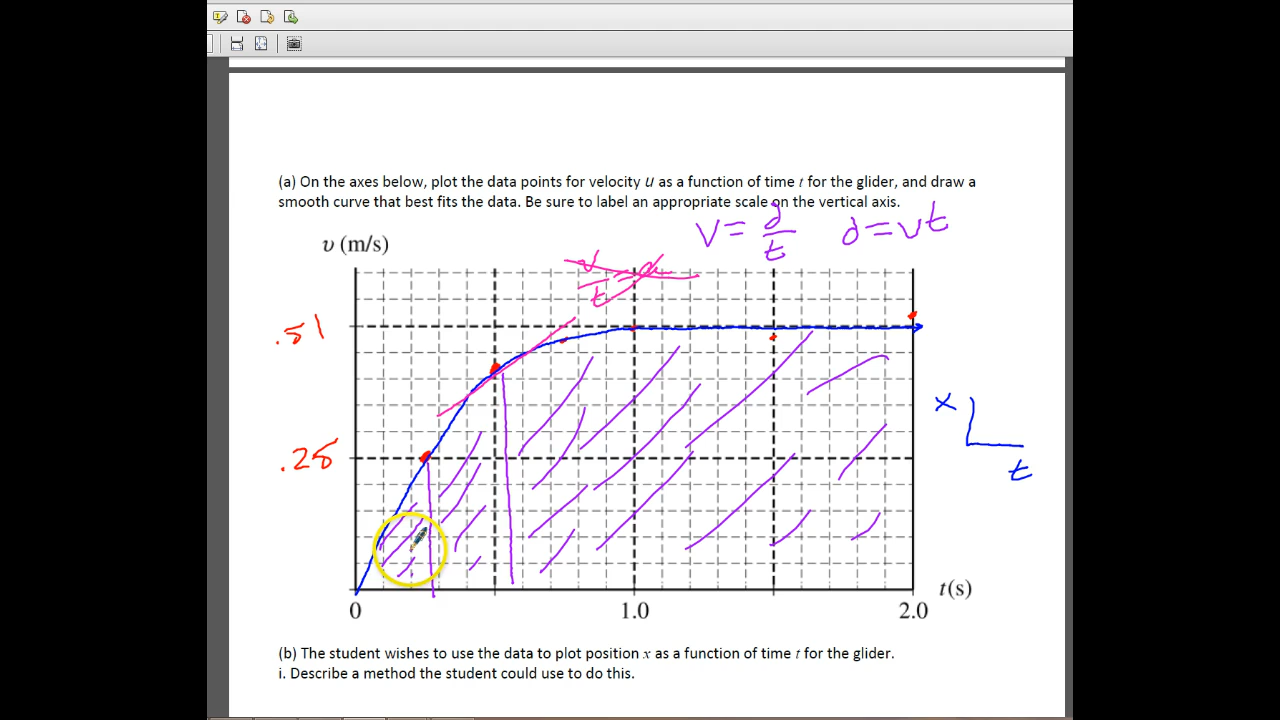 (a) On the axes below, plot the data points for velocity υ as a function of time t for the glider, and draw a
smooth curve that best fits the data. Be sure to label an appropriate scale on the vertical axis.
V = d/t d = vt
υ (m/s)
v/t = a
.51
x
.25
t
t(s)
0 1.0 2.0
(b) The student wishes to use the data to plot position x as a function of time t for the glider.
i. Describe a method the student could use to do this.